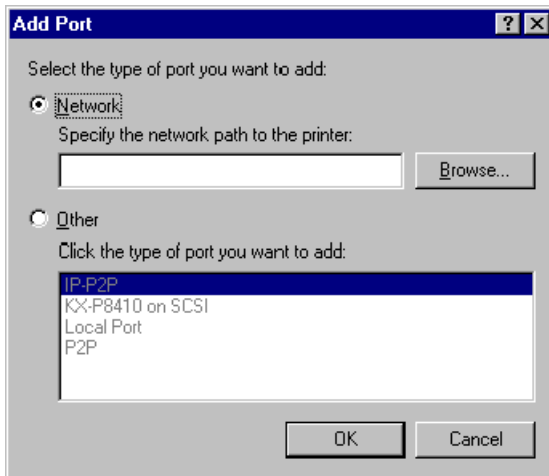 Add Port
Select the type of port you want to add:
Network
Specify the network path to the printer:
Browse...
Other
Click the type of port you want to add:
IP-P2P
KX-P8410 on SCSI
Local Port
P2P
OK
Cancel